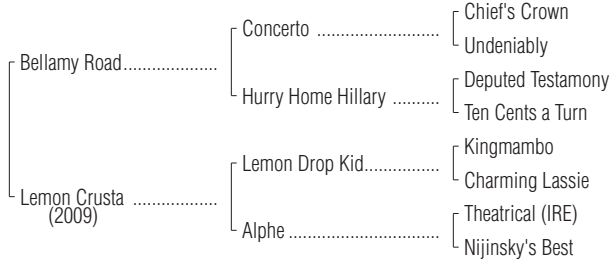 Chief's Crown
Concerto ......................
Undeniably
Bellamy Road...................
Deputed Testamony
Hurry Home Hillary ..........
Ten Cents a Turn
Kingmambo
Lemon Drop Kid...............
Charming Lassie
Lemon Crusta .................
(2009)
Theatrical (IRE)
Alphe ..............................
Nijinsky's Best